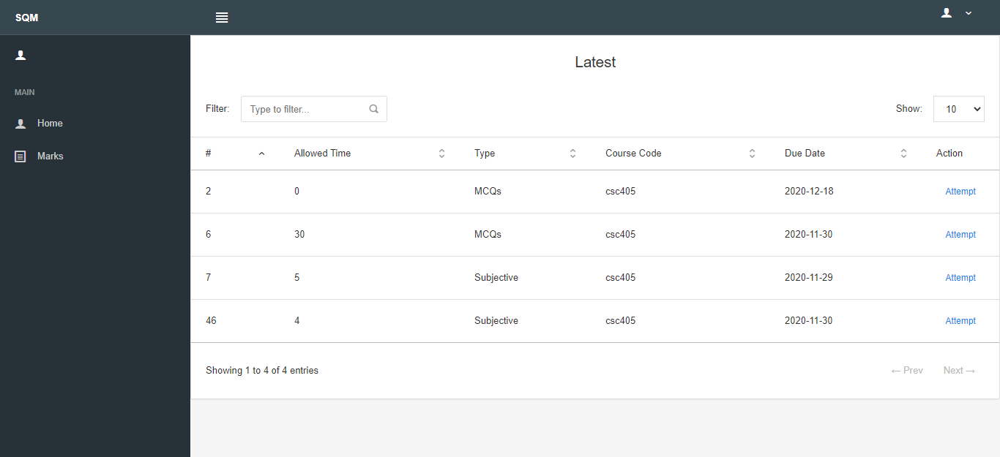 SQM
MAIN
Home
Marks
Latest
Filter: Type to filter... Show: 10
# Allowed Time Type Course Code Due Date Action
2 0 MCQs csc405 2020-12-18 Attempt
6 30 MCQs csc405 2020-11-30 Attempt
7 5 Subjective csc405 2020-11-29 Attempt
46 4 Subjective csc405 2020-11-30 Attempt
Showing 1 to 4 of 4 entries ← Prev Next →